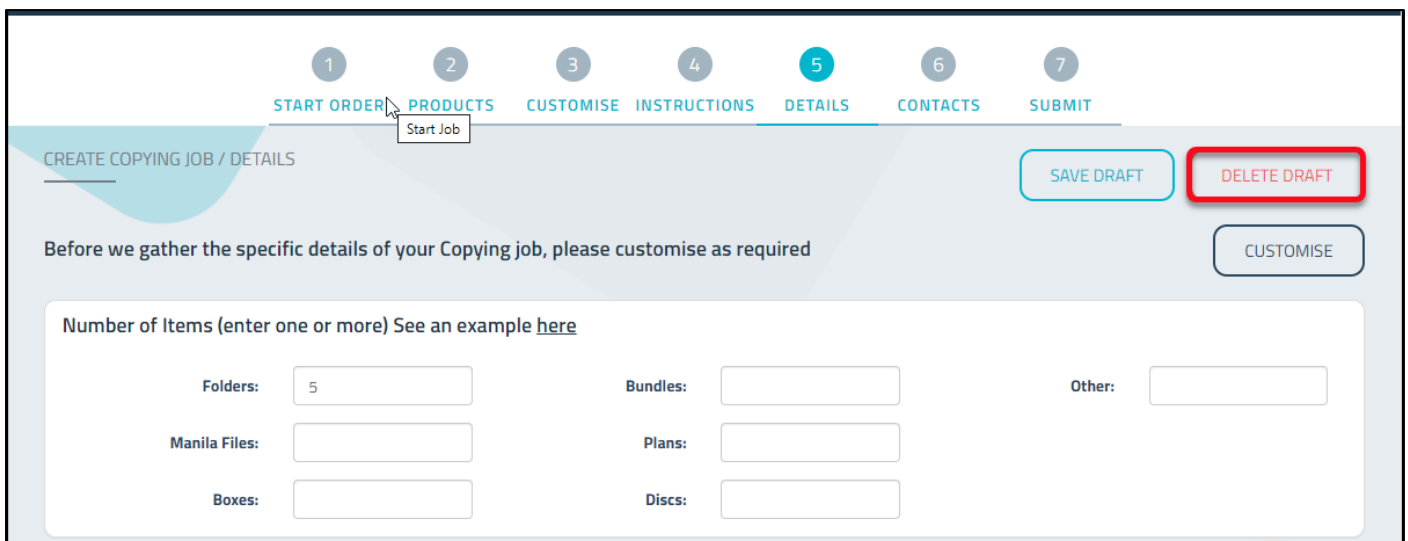 1 2 3 4 5 6 7
START ORDER PRODUCTS CUSTOMISE INSTRUCTIONS DETAILS CONTACTS SUBMIT
Start Job
CREATE COPYING JOB / DETAILS
SAVE DRAFT DELETE DRAFT
Before we gather the specific details of your Copying job, please customise as required
CUSTOMISE
Number of Items (enter one or more) See an example here
Folders: 5 Bundles: Other:
Manila Files: Plans:
Boxes: Discs: